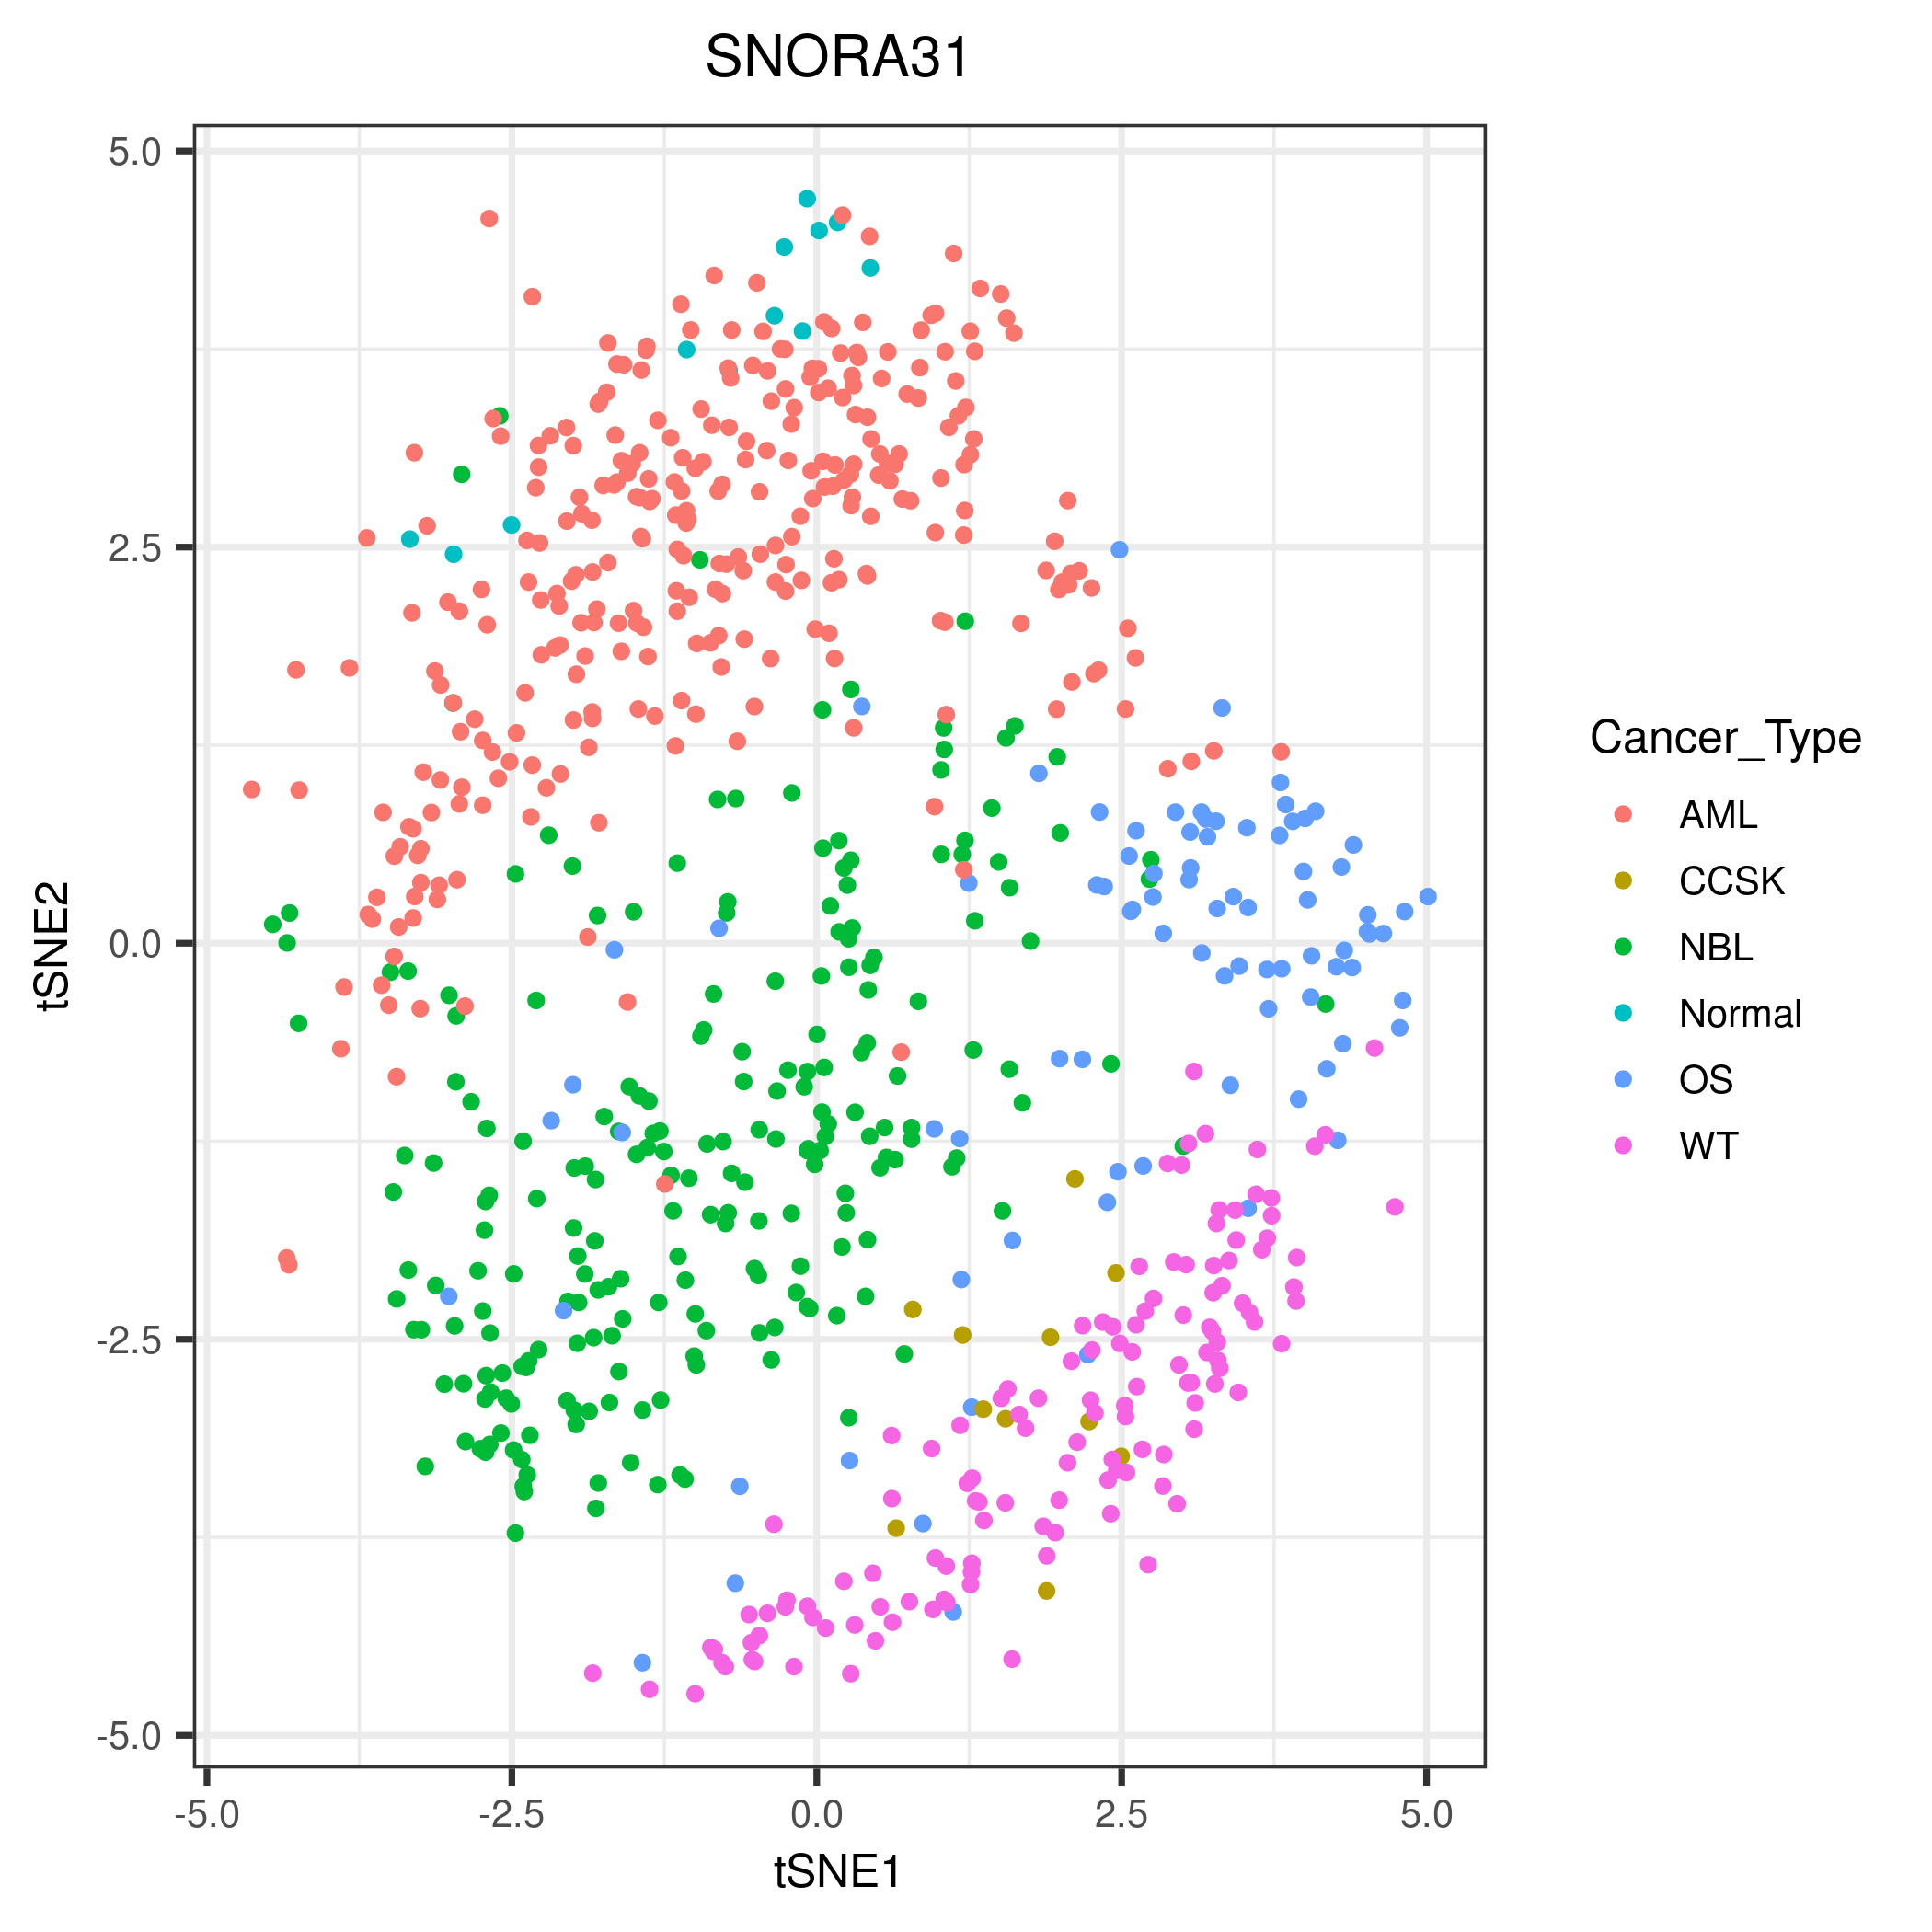 SNORA31
5.0
2.5
0.0
-2.5
-5.0
tSNE2
-5.0
-2.5
0.0
2.5
5.0
tSNE1
Cancer_Type
AML
CCSK
NBL
Normal
OS
WT